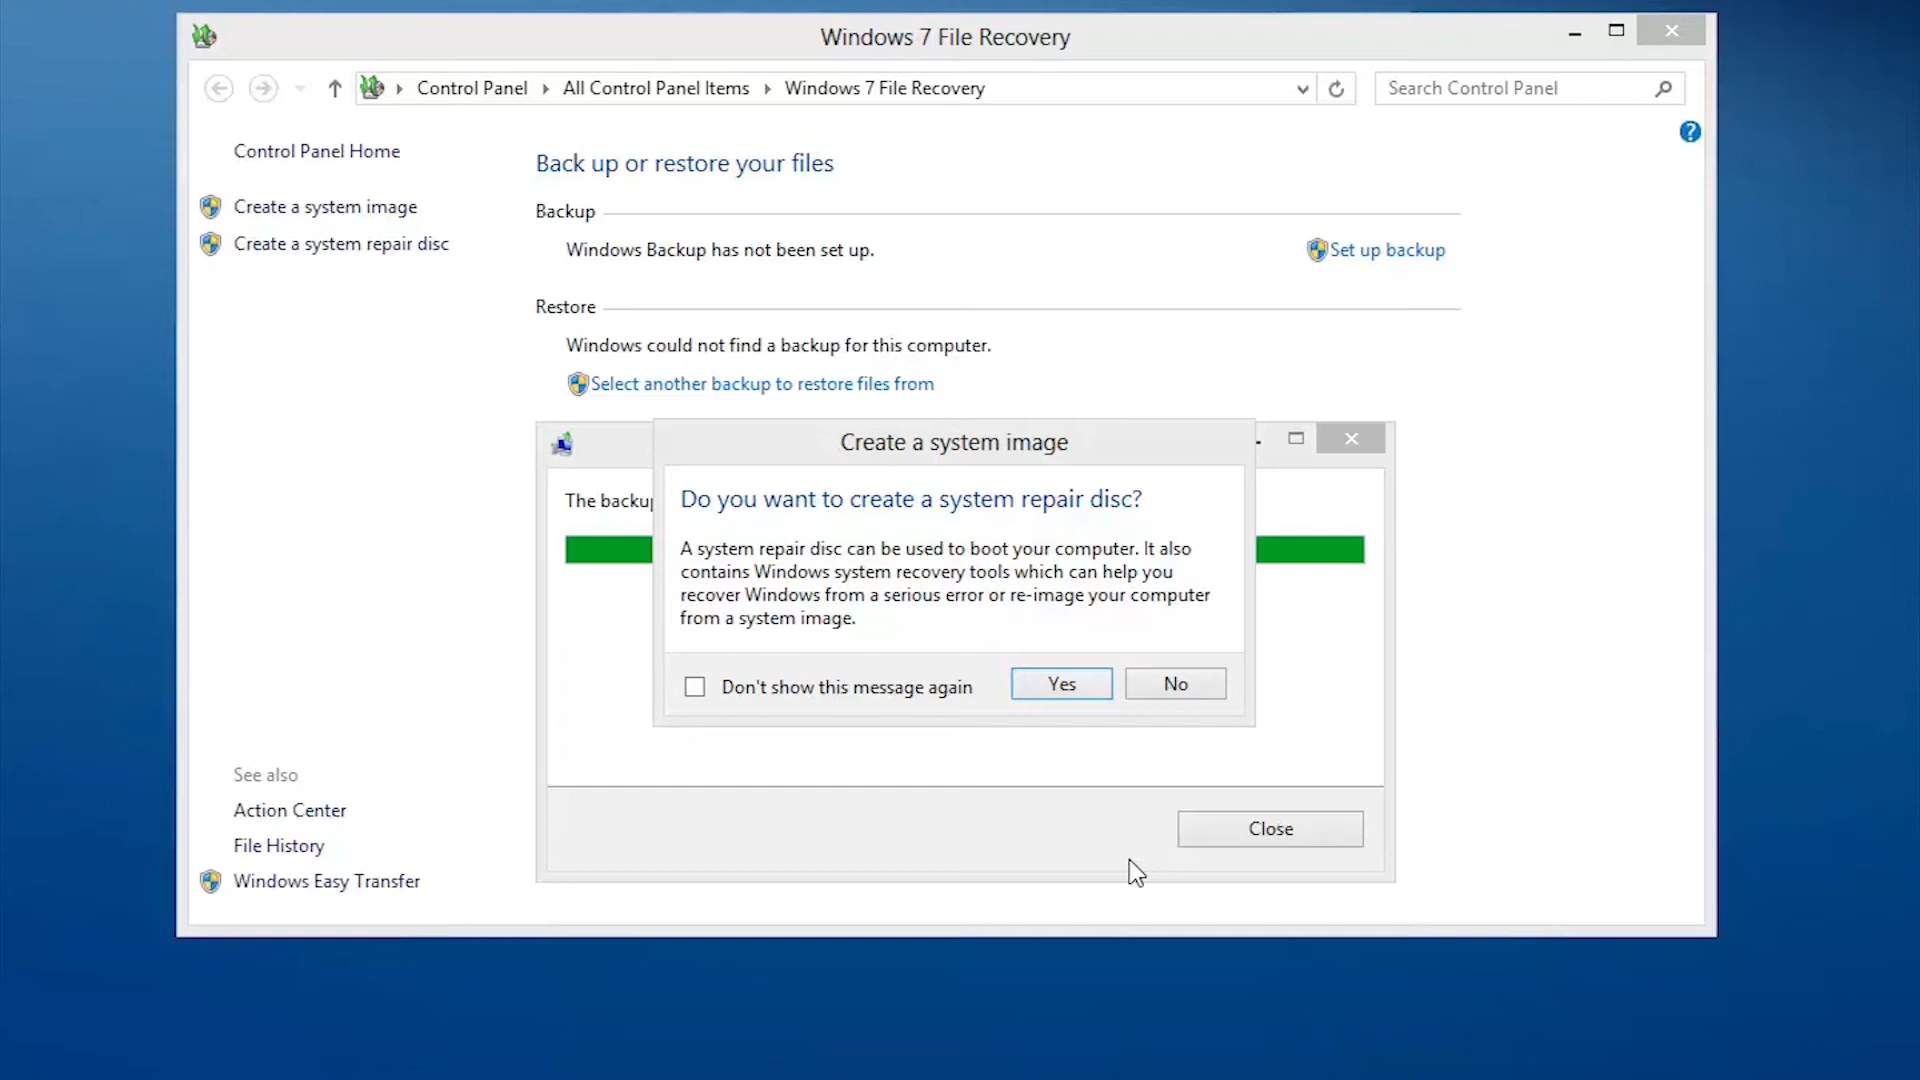 Windows 7 File Recovery
Control Panel
All Control Panel Items
Windows 7 File Recovery
Search Control Panel
Control Panel Home
Create a system image
Create a system repair disc
Back up or restore your files
Backup
Windows Backup has not been set up.
Set up backup
Restore
Windows could not find a backup for this computer.
Select another backup to restore files from
Create a system image
The backup
Do you want to create a system repair disc?
A system repair disc can be used to boot your computer. It also
contains Windows system recovery tools which can help you
recover Windows from a serious error or re-image your computer
from a system image.
Don't show this message again
Yes
No
Close
See also
Action Center
File History
Windows Easy Transfer